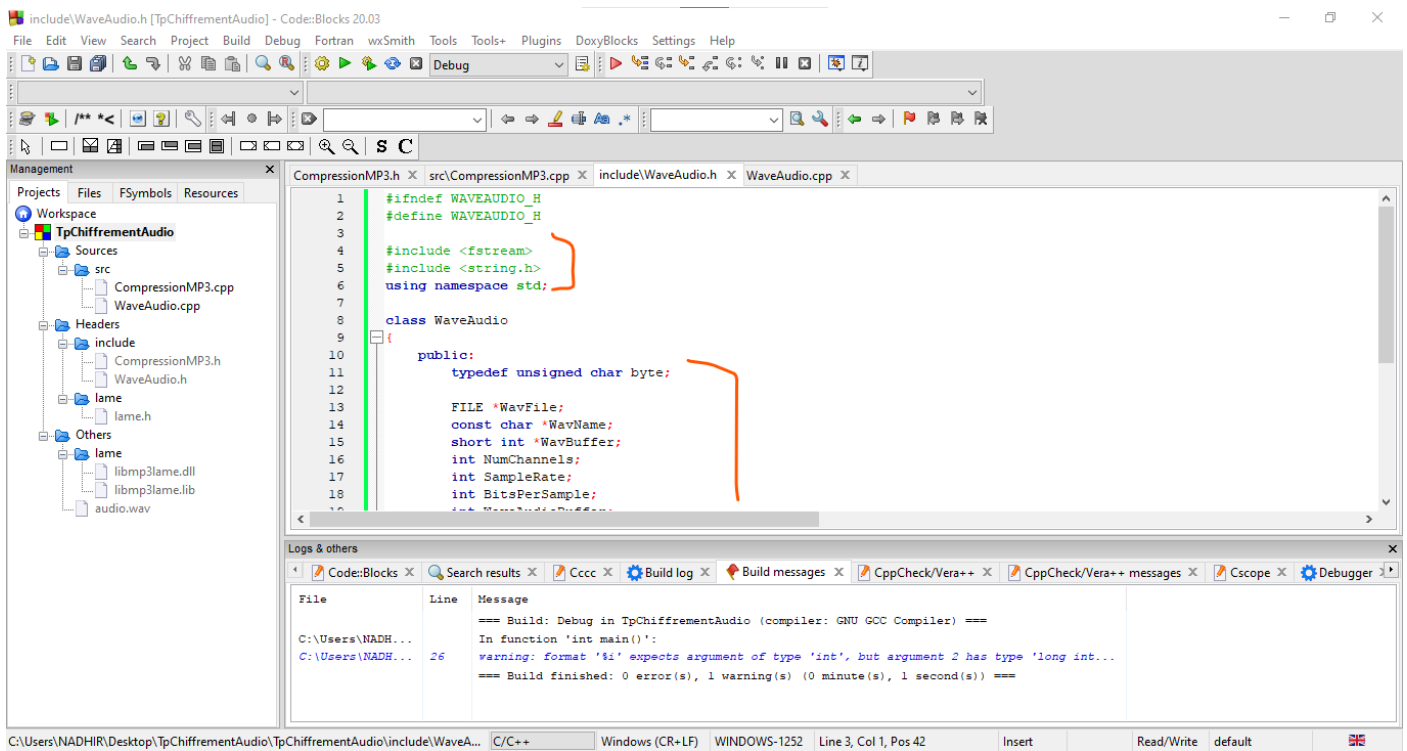 include\WaveAudio.h [TpChiffrementAudio] - Code::Blocks 20.03
File Edit View Search Project Build Debug Fortran wxSmith Tools Tools+ Plugins DoxyBlocks Settings Help
Debug
/** *<
Aa .*
S C
Management
Projects Files FSymbols Resources
Workspace
TpChiffrementAudio
Sources
src
CompressionMP3.cpp
WaveAudio.cpp
Headers
include
CompressionMP3.h
WaveAudio.h
lame
lame.h
Others
lame
libmp3lame.dll
libmp3lame.lib
audio.wav
CompressionMP3.h X src\CompressionMP3.cpp X include\WaveAudio.h X WaveAudio.cpp X
1 #ifndef WAVEAUDIO_H
2 #define WAVEAUDIO_H
3
4 #include <fstream>
5 #include <string.h>
6 using namespace std;
7
8 class WaveAudio
9 {
10 public:
11 typedef unsigned char byte;
12
13 FILE *WavFile;
14 const char *WavName;
15 short int *WavBuffer;
16 int NumChannels;
17 int SampleRate;
18 int BitsPerSample;
Logs & others
Code::Blocks X Search results X Cccc X Build log X Build messages X CppCheck/Vera++ X CppCheck/Vera++ messages X Cscope X Debugger
File Line Message
=== Build: Debug in TpChiffrementAudio (compiler: GNU GCC Compiler) ===
C:\Users\NADH... In function 'int main()':
C:\Users\NADH... 26 warning: format '%i' expects argument of type 'int', but argument 2 has type 'long int...
=== Build finished: 0 error(s), 1 warning(s) (0 minute(s), 1 second(s)) ===
C:\Users\NADHIR\Desktop\TpChiffrementAudio\TpChiffrementAudio\include\WaveA... C/C++ Windows (CR+LF) WINDOWS-1252 Line 3, Col 1, Pos 42 Insert Read/Write default